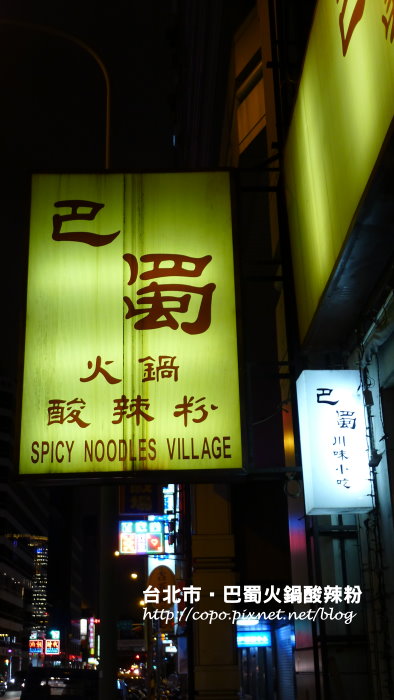 巴
蜀
火鍋
酸辣粉
SPICY NOODLES VILLAGE
巴
蜀
川味小吃
台北市·巴蜀火鍋酸辣粉
http://copo.pixnet.net/blog